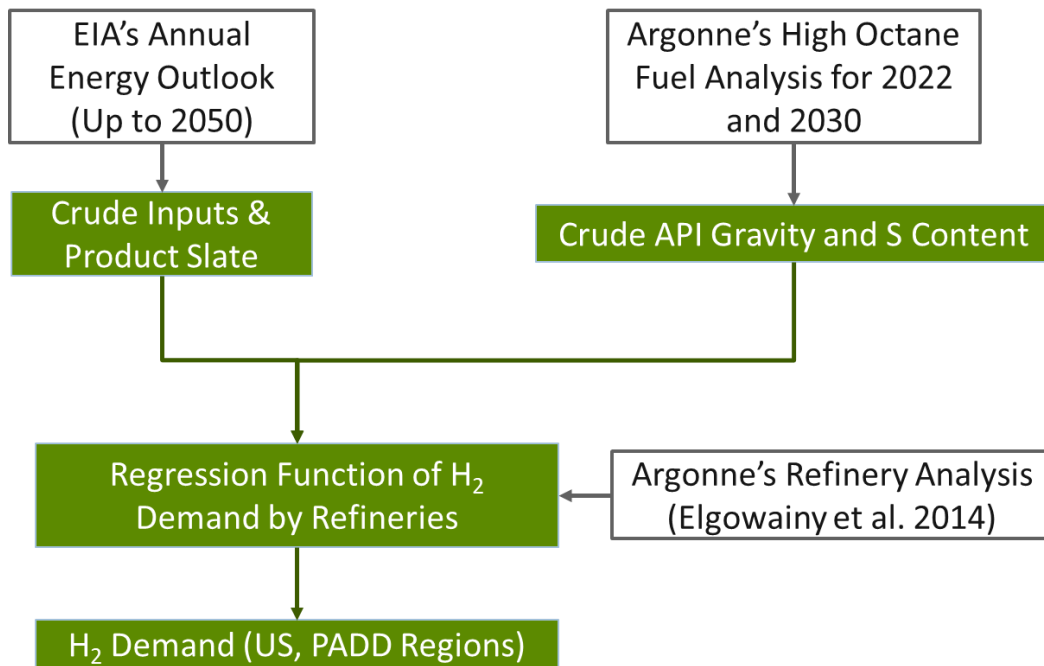 EIA’s Annual
Energy Outlook
(Up to 2050)
Argonne’s High Octane
Fuel Analysis for 2022
and 2030
Crude Inputs &
Product Slate
Crude API Gravity and S Content
Regression Function of H₂
Demand by Refineries
Argonne’s Refinery Analysis
(Elgowainy et al. 2014)
H₂ Demand (US, PADD Regions)